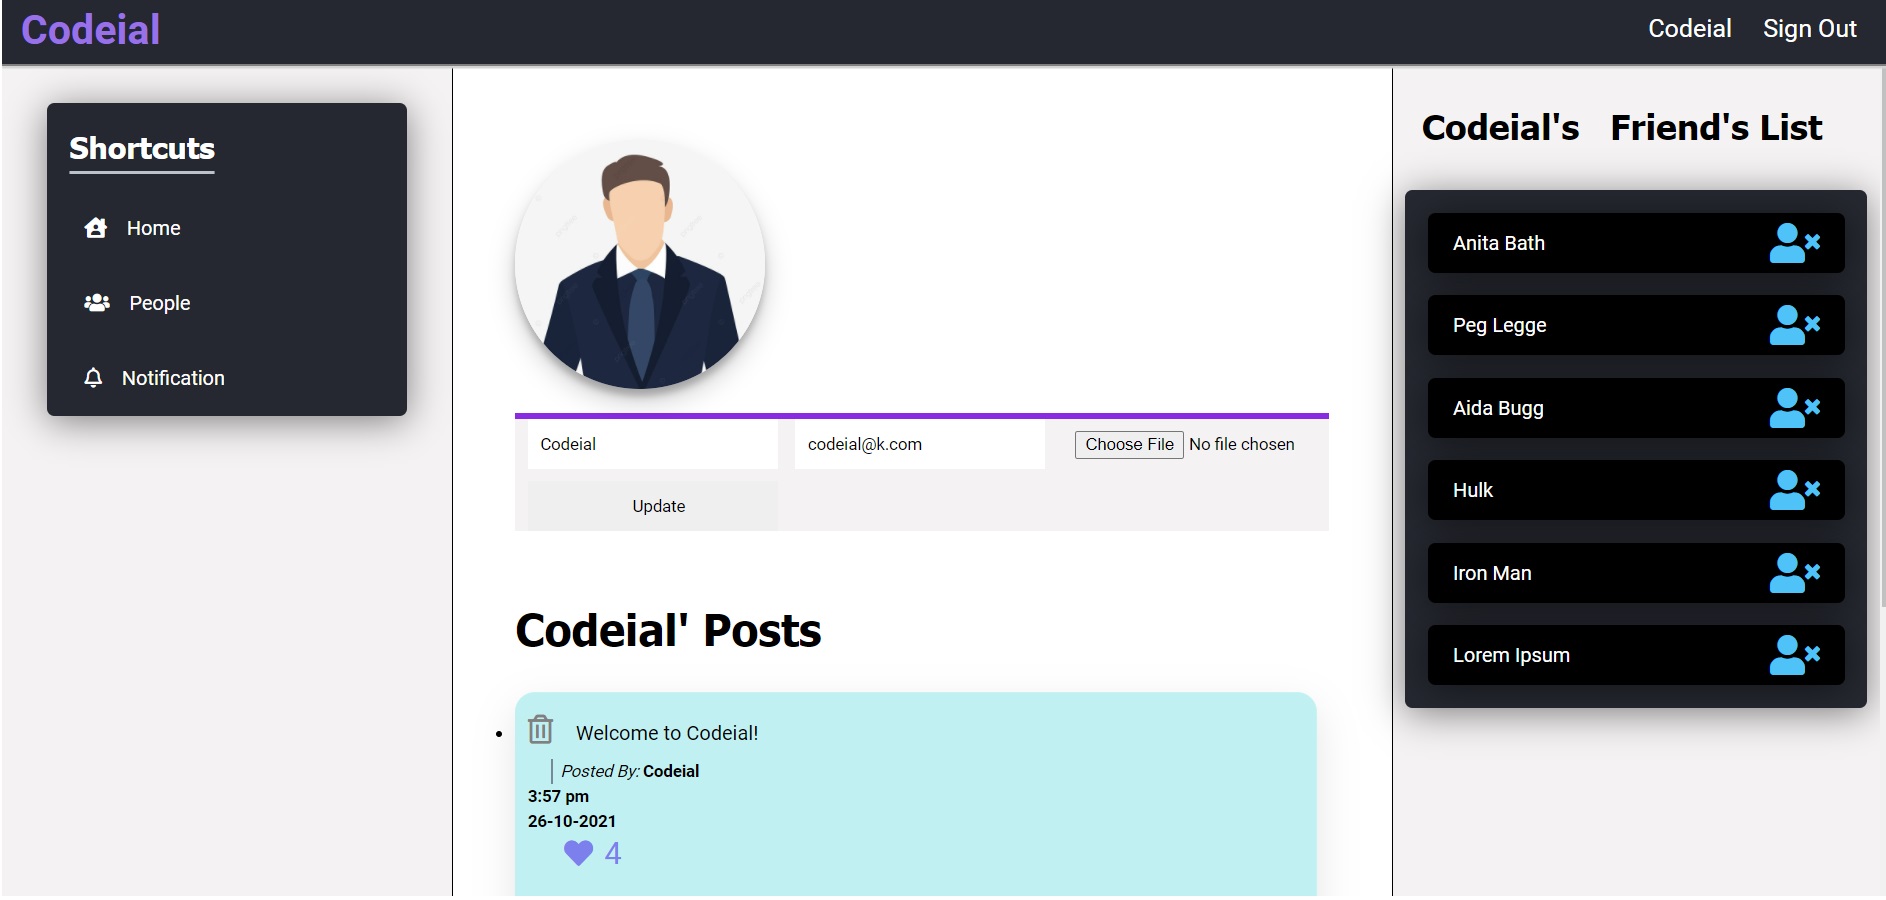 Codeial
Codeial Sign Out
Shortcuts
Home
People
Notification
Codeial
codeial@k.com
Choose File No file chosen
Update
Codeial' Posts
Welcome to Codeial!
Posted By: Codeial
3:57 pm
26-10-2021
4
Codeial's Friend's List
Anita Bath
Peg Legge
Aida Bugg
Hulk
Iron Man
Lorem Ipsum